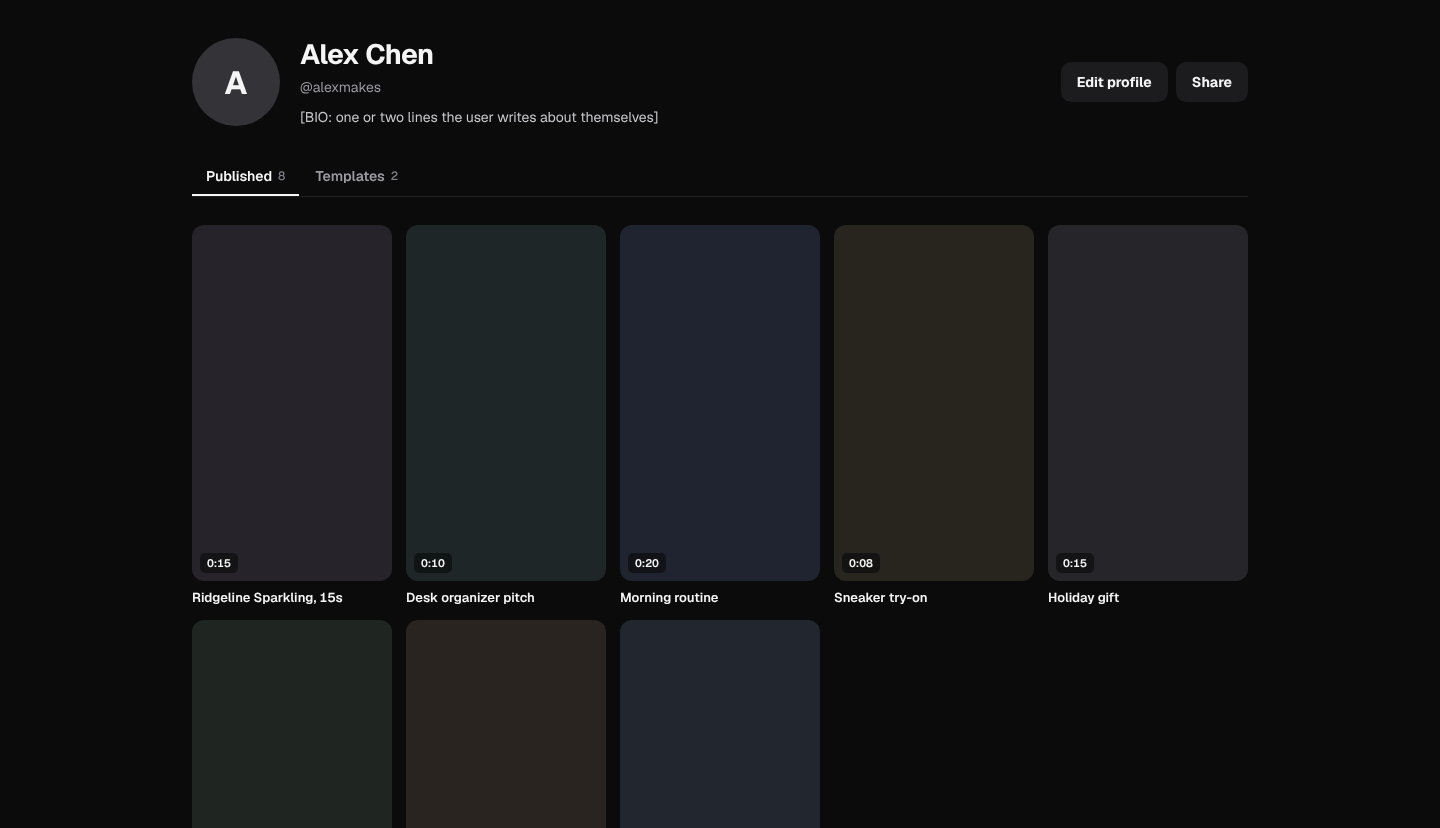 A
Alex Chen
@alexmakes
[BIO: one or two lines the user writes about themselves]
Edit profile
Share
Published 8
Templates 2
0:15
0:10
0:20
0:08
0:15
Ridgeline Sparkling, 15s
Desk organizer pitch
Morning routine
Sneaker try-on
Holiday gift